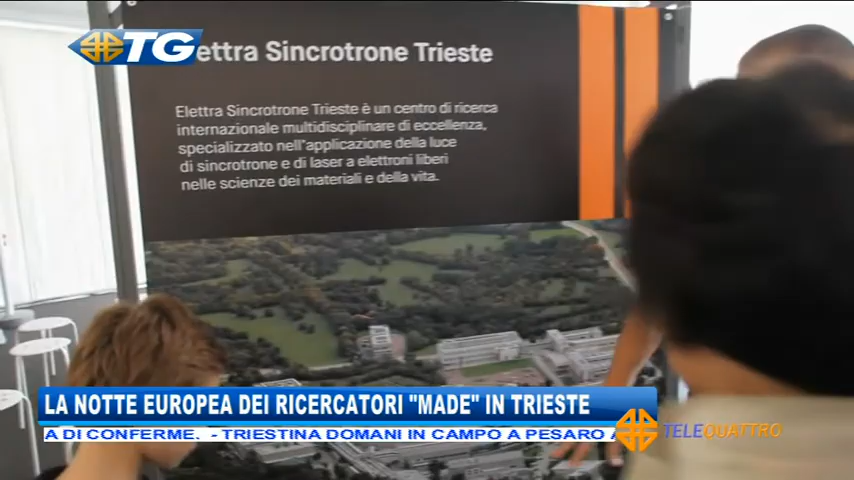 TG
Elettra Sincrotrone Trieste
Elettra Sincrotrone Trieste è un centro di ricerca
internazionale multidisciplinare di eccellenza,
specializzato nell'applicazione della luce
di sincrotrone e di laser a elettroni liberi
nelle scienze dei materiali e della vita.
LA NOTTE EUROPEA DEI RICERCATORI "MADE" IN TRIESTE
A DI CONFERME. - TRIESTINA DOMANI IN CAMPO A PESARO A
TELEQUATTRO